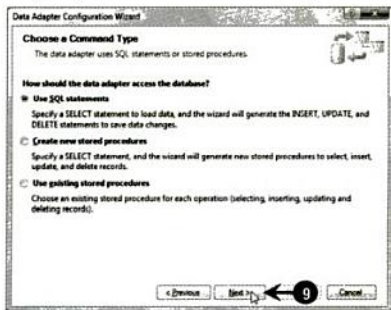 Data Adapter Configuration Wizard
Choose a Command Type
The data adapter uses SQL statements or stored procedures.
How should the data adapter access the database?
Use SQL statements
Specify a SELECT statement to load data, and the wizard will generate the INSERT, UPDATE, and
DELETE statements to save data changes.
Create new stored procedures
Specify a SELECT statement, and the wizard will generate new stored procedures to select, insert,
update, and delete records.
Use existing stored procedures
Choose an existing stored procedure for each operation (selecting, inserting, updating and
deleting records).
< Previous Next > 9 Cancel